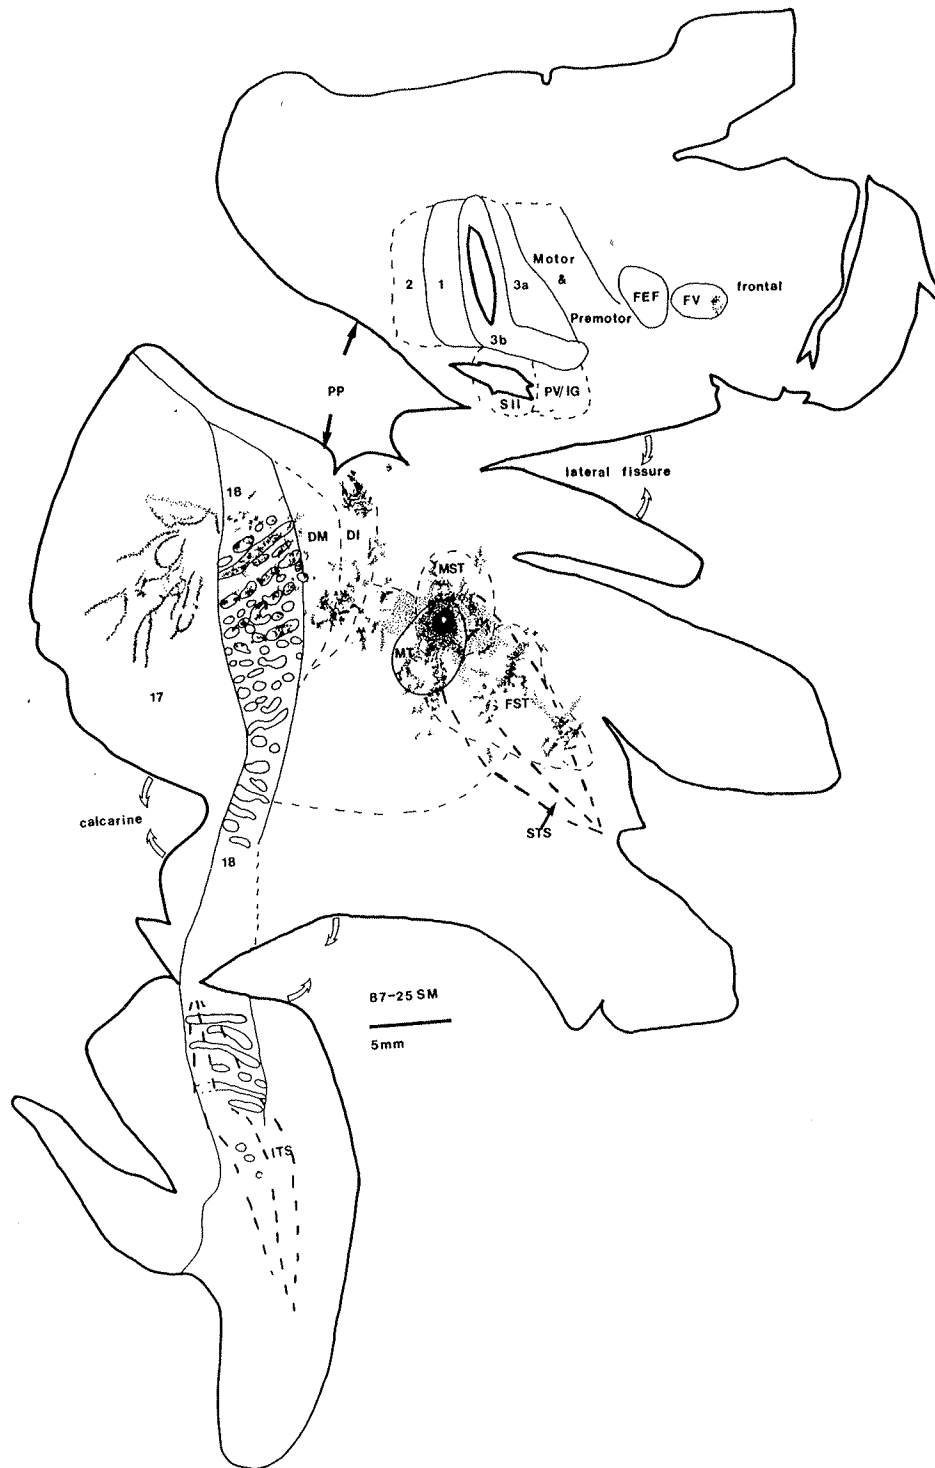 Motor
&
Premotor
2
1
3a
3b
FEF
FV
frontal
PP
SII
PV/IG
lateral fissure
18
DM
DI
MST
MT
FST
17
calcarine
STS
18
87-25 SM
5mm
ITS